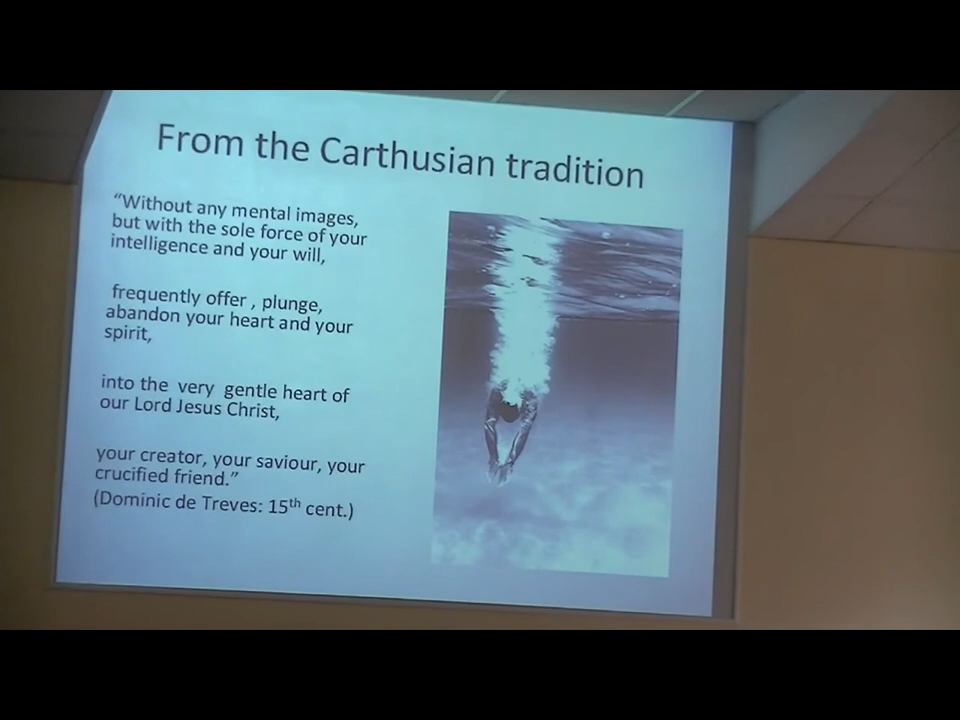 From the Carthusian tradition
“Without any mental images,
but with the sole force of your
intelligence and your will,
frequently offer , plunge,
abandon your heart and your
spirit,
into the very gentle heart of
our Lord Jesus Christ,
your creator, your saviour, your
crucified friend.”
(Dominic de Treves: 15th cent.)